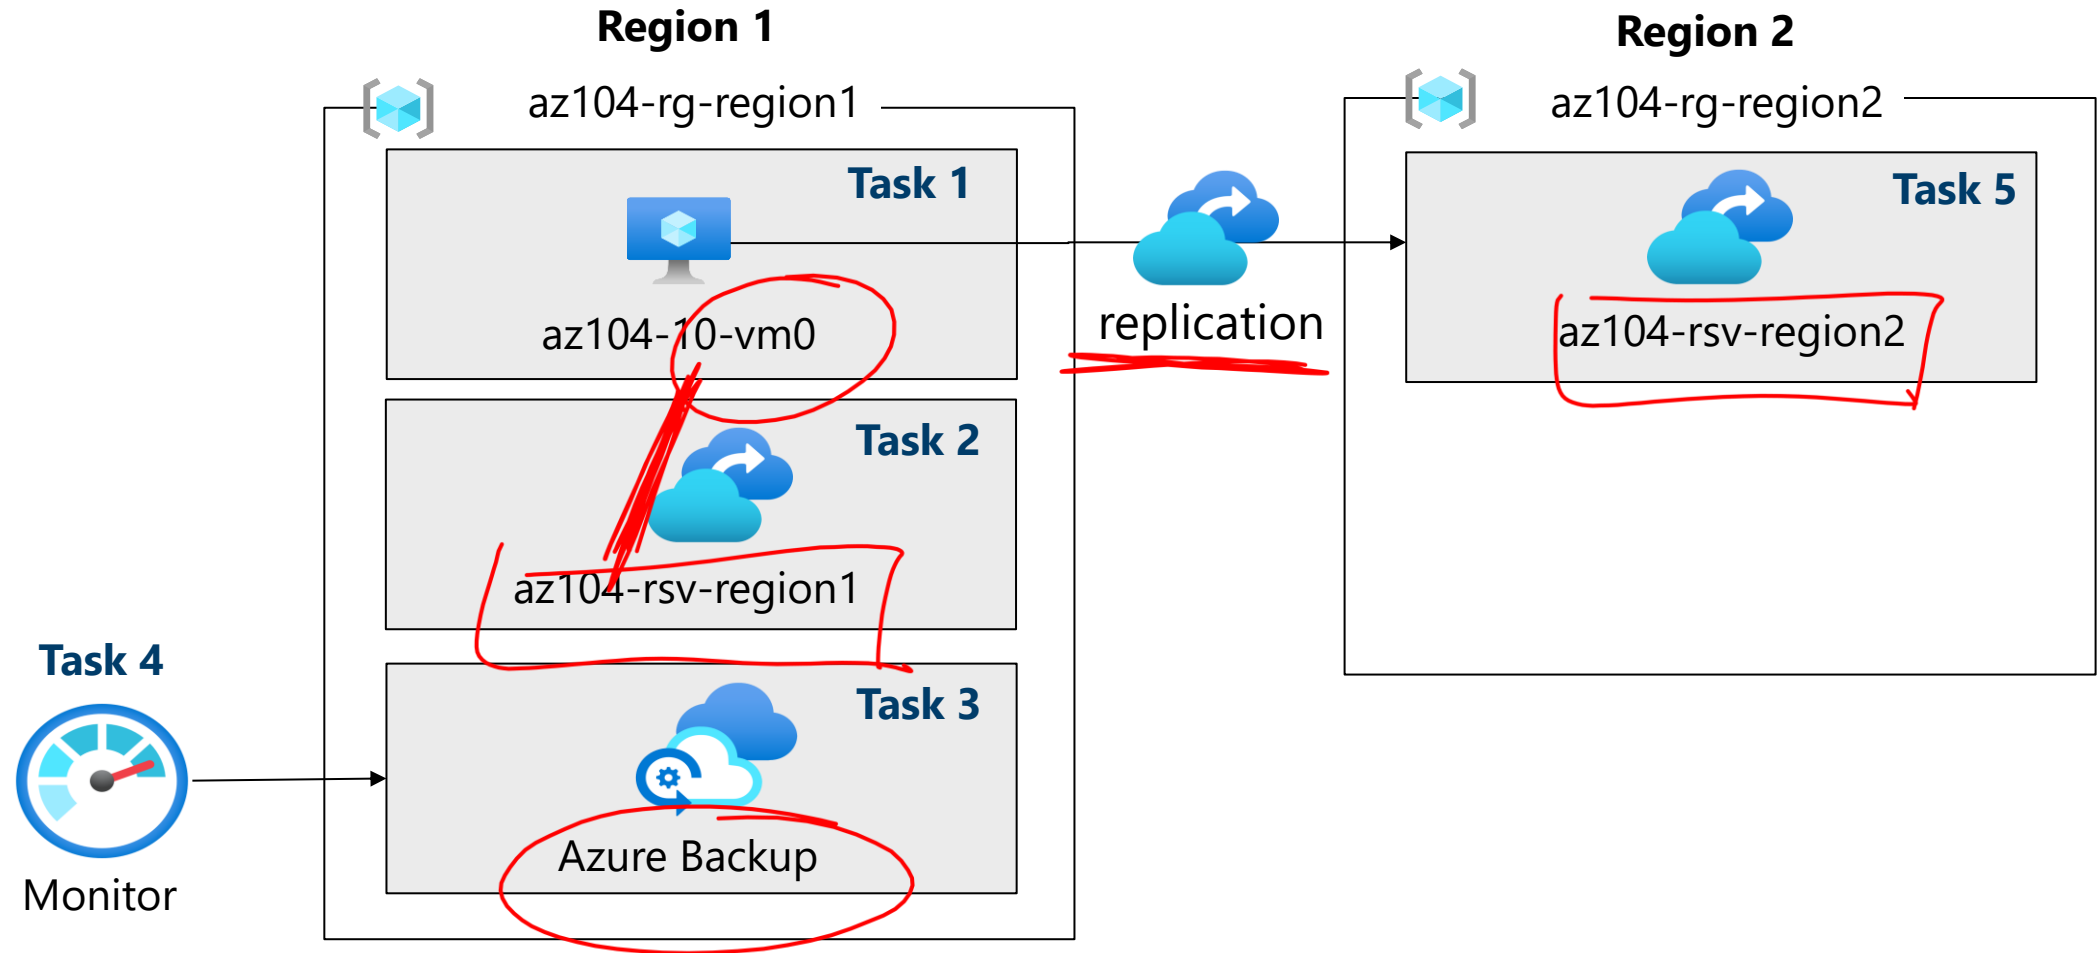 Region 1
az104-rg-region1
Task 1
az104-10-vm0
Task 2
az104-rsv-region1
Task 3
Azure Backup
Task 4
Monitor
replication
Region 2
az104-rg-region2
Task 5
az104-rsv-region2